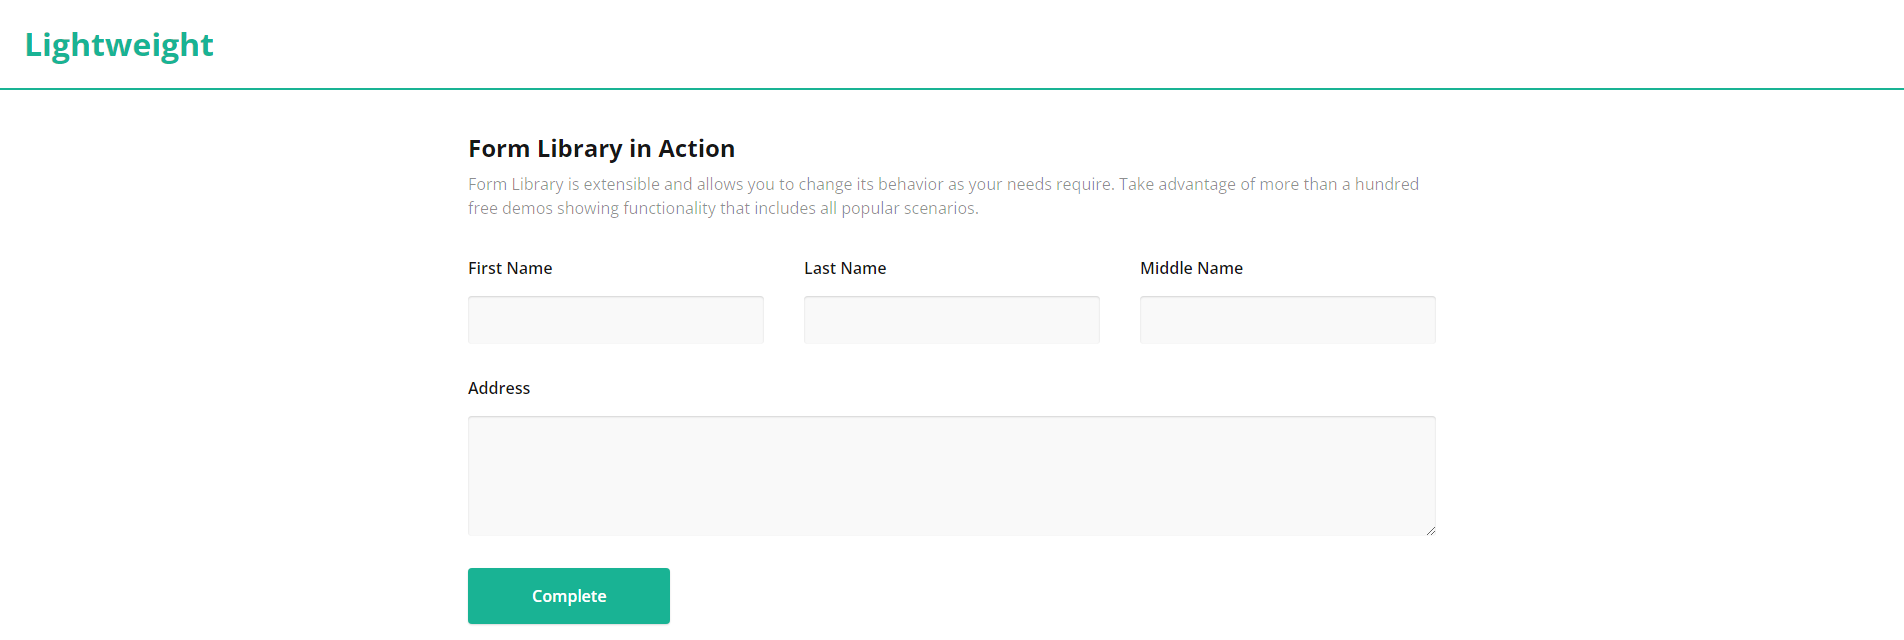 Lightweight
Form Library in Action
Form Library is extensible and allows you to change its behavior as your needs require. Take advantage of more than a hundred
free demos showing functionality that includes all popular scenarios.
First Name
Last Name
Middle Name
Address
Complete